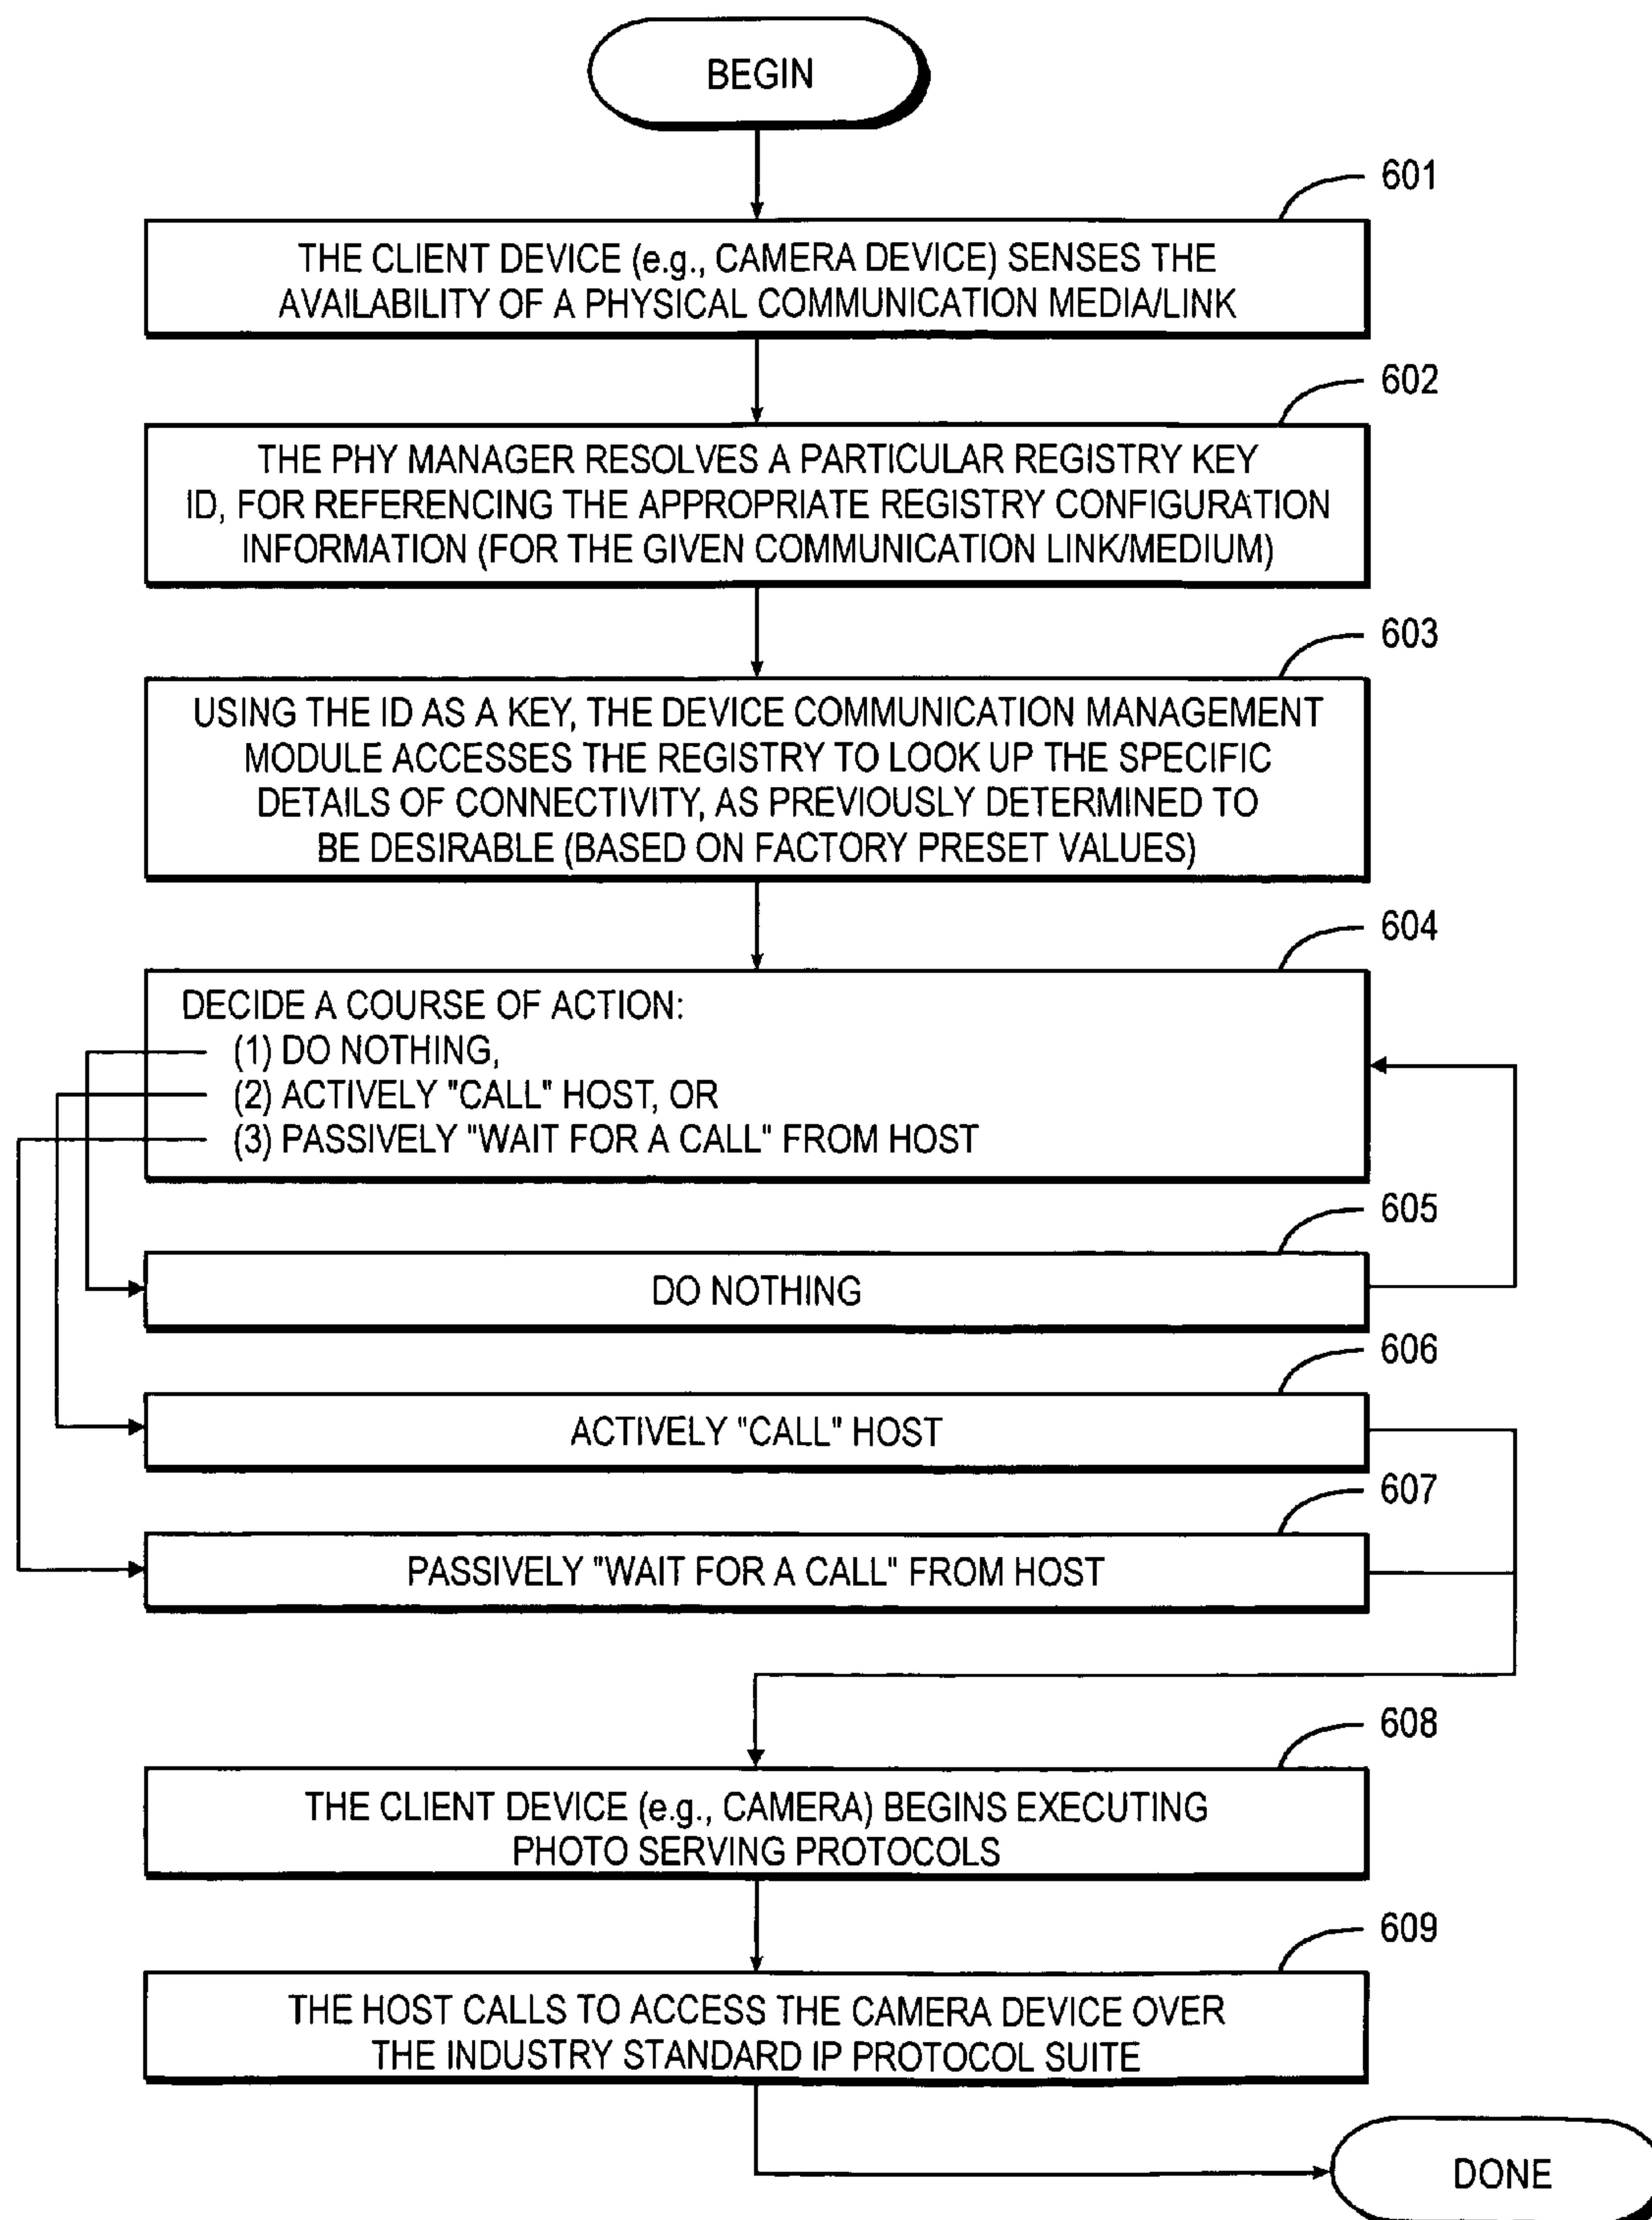 BEGIN
601
THE CLIENT DEVICE (e.g., CAMERA DEVICE) SENSES THE
AVAILABILITY OF A PHYSICAL COMMUNICATION MEDIA/LINK
602
THE PHY MANAGER RESOLVES A PARTICULAR REGISTRY KEY
ID, FOR REFERENCING THE APPROPRIATE REGISTRY CONFIGURATION
INFORMATION (FOR THE GIVEN COMMUNICATION LINK/MEDIUM)
603
USING THE ID AS A KEY, THE DEVICE COMMUNICATION MANAGEMENT
MODULE ACCESSES THE REGISTRY TO LOOK UP THE SPECIFIC
DETAILS OF CONNECTIVITY, AS PREVIOUSLY DETERMINED TO
BE DESIRABLE (BASED ON FACTORY PRESET VALUES)
604
DECIDE A COURSE OF ACTION:
(1) DO NOTHING,
(2) ACTIVELY "CALL" HOST, OR
(3) PASSIVELY "WAIT FOR A CALL" FROM HOST
605
DO NOTHING
606
ACTIVELY "CALL" HOST
607
PASSIVELY "WAIT FOR A CALL" FROM HOST
608
THE CLIENT DEVICE (e.g., CAMERA) BEGINS EXECUTING
PHOTO SERVING PROTOCOLS
609
THE HOST CALLS TO ACCESS THE CAMERA DEVICE OVER
THE INDUSTRY STANDARD IP PROTOCOL SUITE
DONE